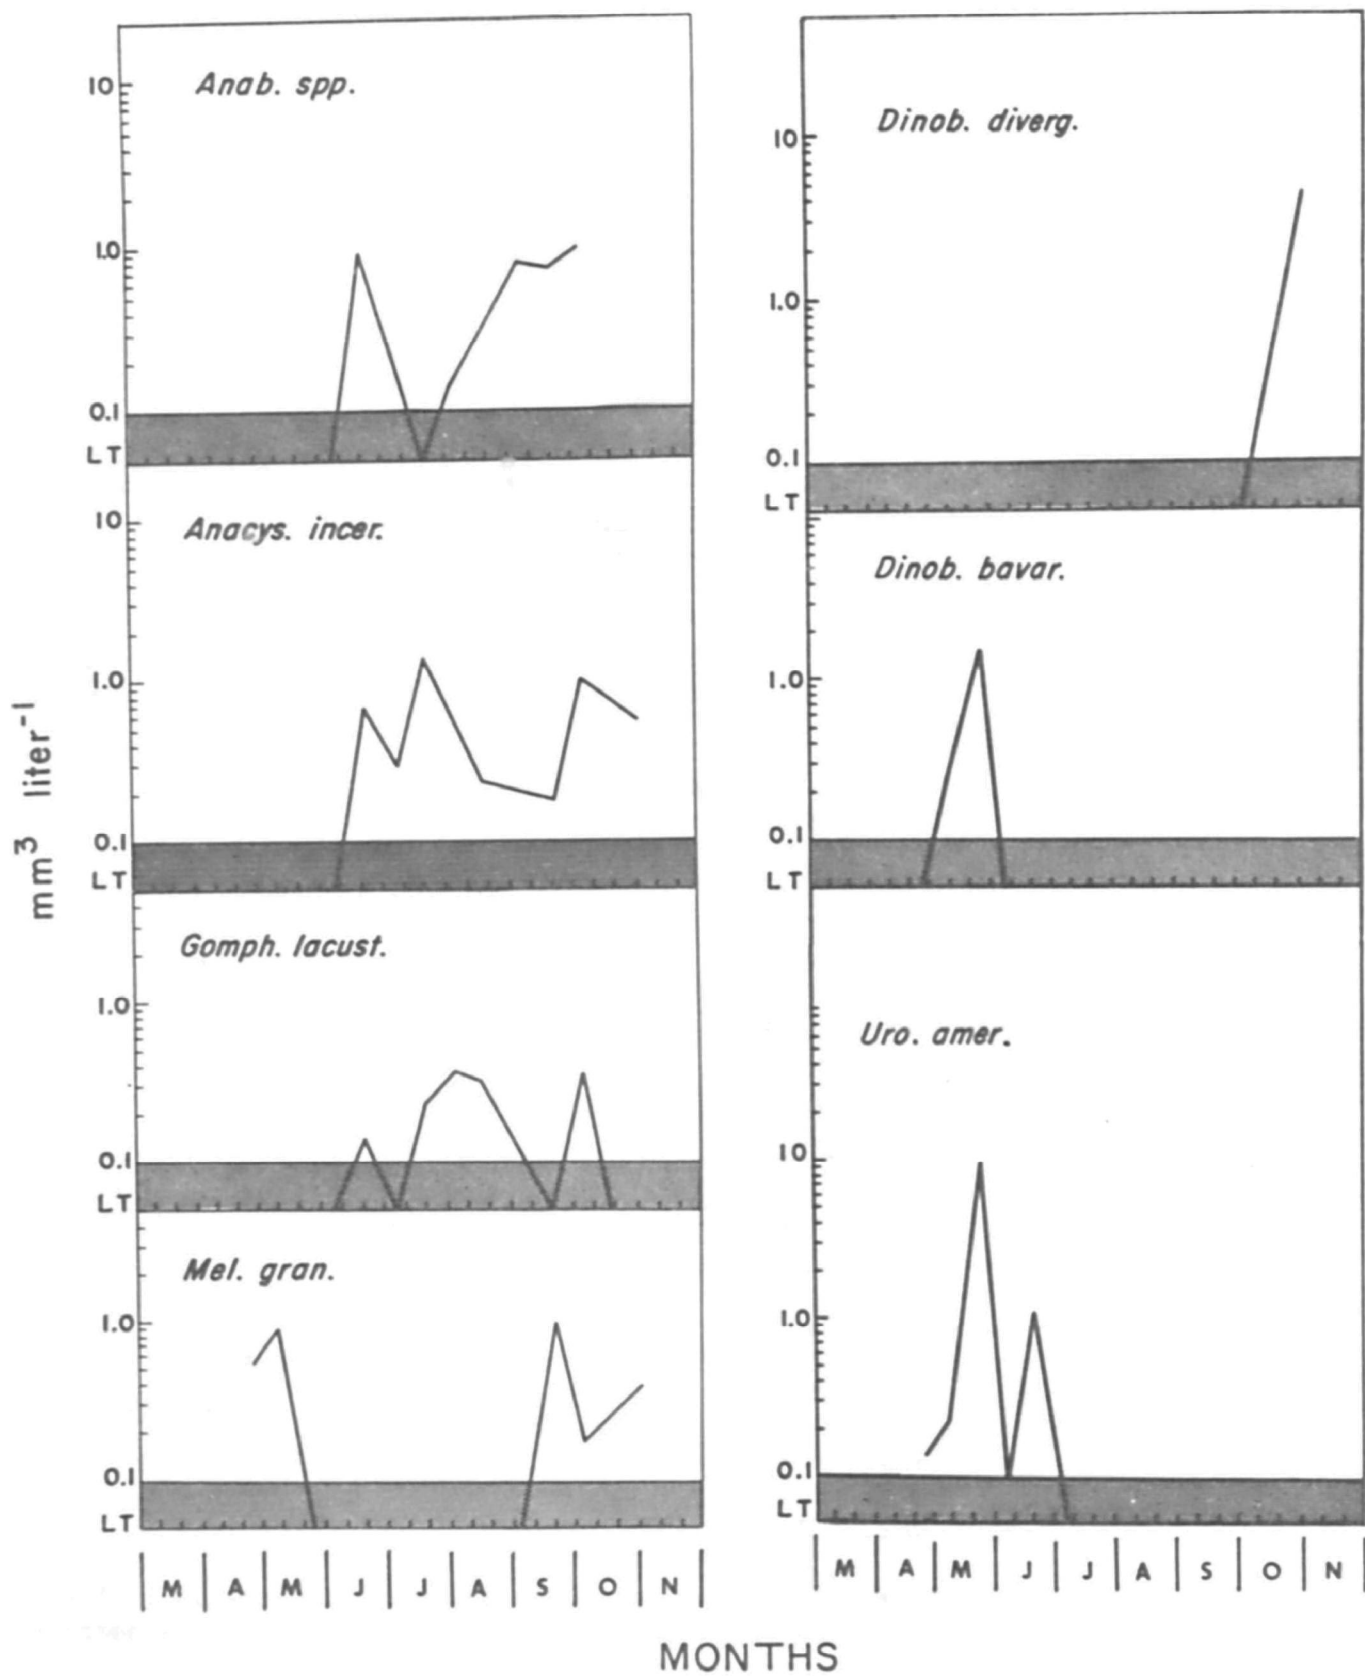 Anab. spp.
10
1.0
0.1
LT
Anacys. incer.
10
1.0
0.1
LT
Gomph. lacust.
1.0
0.1
LT
Mel. gran.
1.0
0.1
LT
M A M J J A S O N
Dinob. diverg.
10
1.0
0.1
LT
Dinob. bavar.
1.0
0.1
LT
Uro. amer.
10
1.0
0.1
LT
M A M J J A S O N
mm³ liter⁻¹
MONTHS